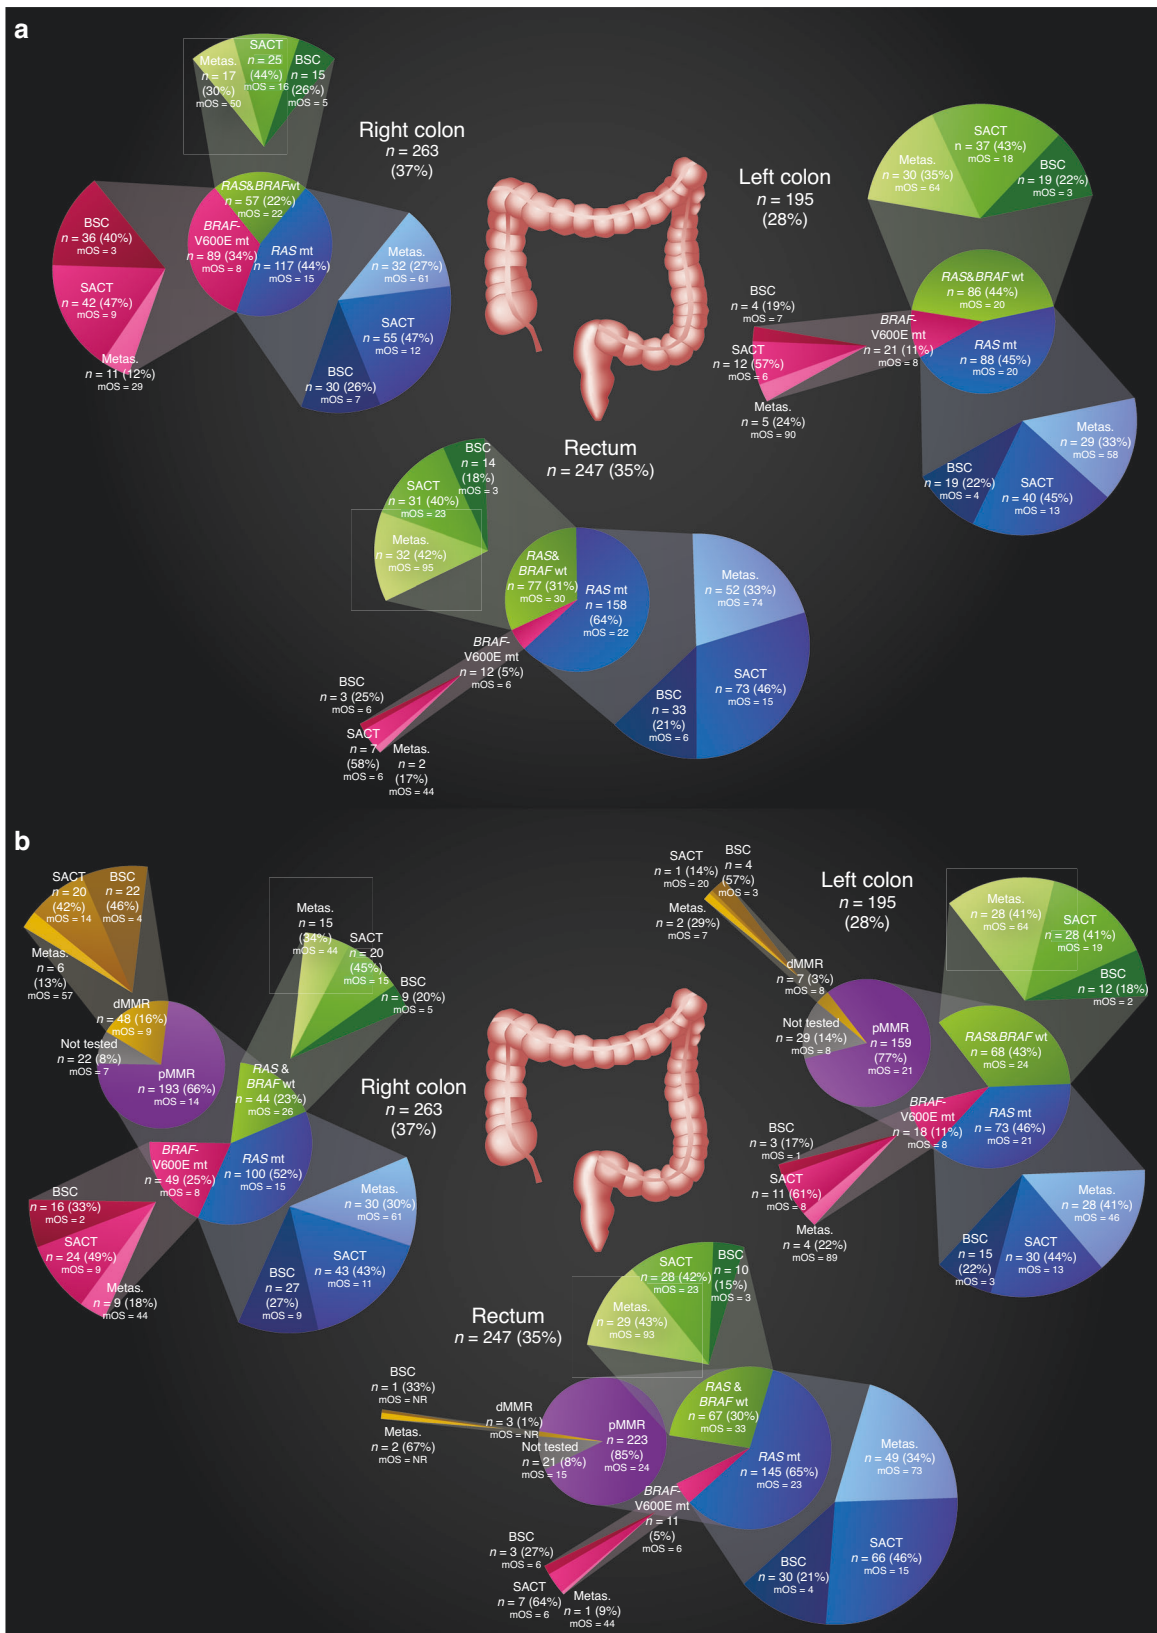 a
SACT
n = 25
(44%)
mOS = 16
Metas.
n = 17
(30%)
mOS = 50
BSC
n = 15
(26%)
mOS = 5
Right colon
n = 263
(37%)
RAS&BRAFwt
n = 57 (22%)
mOS = 22
BRAF-
V600E mt
n = 89 (34%)
mOS = 8
RAS mt
n = 117 (44%)
mOS = 15
BSC
n = 36 (40%)
mOS = 3
SACT
n = 42 (47%)
mOS = 9
Metas.
n = 11 (12%)
mOS = 29
Metas.
n = 32 (27%)
mOS = 61
SACT
n = 55 (47%)
mOS = 12
BSC
n = 30 (26%)
mOS = 7
Left colon
n = 195
(28%)
SACT
n = 37 (43%)
mOS = 18
Metas.
n = 30 (35%)
mOS = 64
BSC
n = 19 (22%)
mOS = 3
RAS&BRAF wt
n = 86 (44%)
mOS = 20
BRAF-
V600E mt
n = 21 (11%)
mOS = 8
RAS mt
n = 88 (45%)
mOS = 20
BSC
n = 4 (19%)
mOS = 7
SACT
n = 12 (57%)
mOS = 6
Metas.
n = 5 (24%)
mOS = 90
Metas.
n = 29 (33%)
mOS = 58
BSC
n = 19 (22%)
mOS = 4
SACT
n = 40 (45%)
mOS = 13
Rectum
n = 247 (35%)
BSC
n = 14
(18%)
mOS = 3
SACT
n = 31 (40%)
mOS = 23
Metas.
n = 32 (42%)
mOS = 95
RAS&
BRAF wt
n = 77 (31%)
mOS = 30
RAS mt
n = 158
(64%)
mOS = 22
BRAF-
V600E mt
n = 12 (5%)
mOS = 6
BSC
n = 3 (25%)
mOS = 6
SACT
n = 7
(58%)
mOS = 6
Metas.
n = 2
(17%)
mOS = 44
Metas.
n = 52 (33%)
mOS = 74
SACT
n = 73 (46%)
mOS = 15
BSC
n = 33
(21%)
mOS = 6
b
SACT
n = 20
(42%)
mOS = 14
BSC
n = 22
(46%)
mOS = 4
Metas.
n = 6
(13%)
mOS = 57
dMMR
n = 48 (16%)
mOS = 9
Not tested
n = 22 (8%)
mOS = 7
pMMR
n = 193 (66%)
mOS = 14
Metas.
n = 15
(34%)
mOS = 44
SACT
n = 20
(45%)
mOS = 15
BSC
n = 9 (20%)
mOS = 5
RAS &
BRAF wt
n = 44 (23%)
mOS = 26
Right colon
n = 263
(37%)
BRAF-
V600E mt
n = 49 (25%)
mOS = 8
RAS mt
n = 100 (52%)
mOS = 15
BSC
n = 16 (33%)
mOS = 2
SACT
n = 24 (49%)
mOS = 9
Metas.
n = 9 (18%)
mOS = 44
Metas.
n = 30 (30%)
mOS = 61
SACT
n = 43 (43%)
mOS = 11
BSC
n = 27
(27%)
mOS = 9
SACT
n = 1 (14%)
mOS = 20
BSC
n = 4
(57%)
mOS = 3
Metas.
n = 2 (29%)
mOS = 7
Left colon
n = 195
(28%)
dMMR
n = 7 (3%)
mOS = 8
Not tested
n = 29 (14%)
mOS = 8
pMMR
n = 159
(77%)
mOS = 21
Metas.
n = 28 (41%)
mOS = 64
SACT
n = 28 (41%)
mOS = 19
BSC
n = 12 (18%)
mOS = 2
RAS&BRAF wt
n = 68 (43%)
mOS = 24
BRAF-
V600E mt
n = 18 (11%)
mOS = 8
RAS mt
n = 73 (46%)
mOS = 21
BSC
n = 3 (17%)
mOS = 1
SACT
n = 11 (61%)
mOS = 8
Metas.
n = 4 (22%)
mOS = 89
Metas.
n = 28 (41%)
mOS = 46
BSC
n = 15
(22%)
mOS = 3
SACT
n = 30 (44%)
mOS = 13
Rectum
n = 247 (35%)
SACT
n = 28 (42%)
mOS = 23
BSC
n = 10
(15%)
mOS = 3
Metas.
n = 29 (43%)
mOS = 93
BSC
n = 1 (33%)
mOS = NR
Metas.
n = 2 (67%)
mOS = NR
dMMR
n = 3 (1%)
mOS = NR
Not tested
n = 21 (8%)
mOS = 15
pMMR
n = 223
(85%)
mOS = 24
RAS &
BRAF wt
n = 67 (30%)
mOS = 33
RAS mt
n = 145 (65%)
mOS = 23
BRAF-
V600E mt
n = 11
(5%)
mOS = 6
BSC
n = 3 (27%)
mOS = 6
SACT
n = 7 (64%)
mOS = 6
Metas.
n = 1 (9%)
mOS = 44
Metas.
n = 49 (34%)
mOS = 73
SACT
n = 66 (46%)
mOS = 15
BSC
n = 30 (21%)
mOS = 4